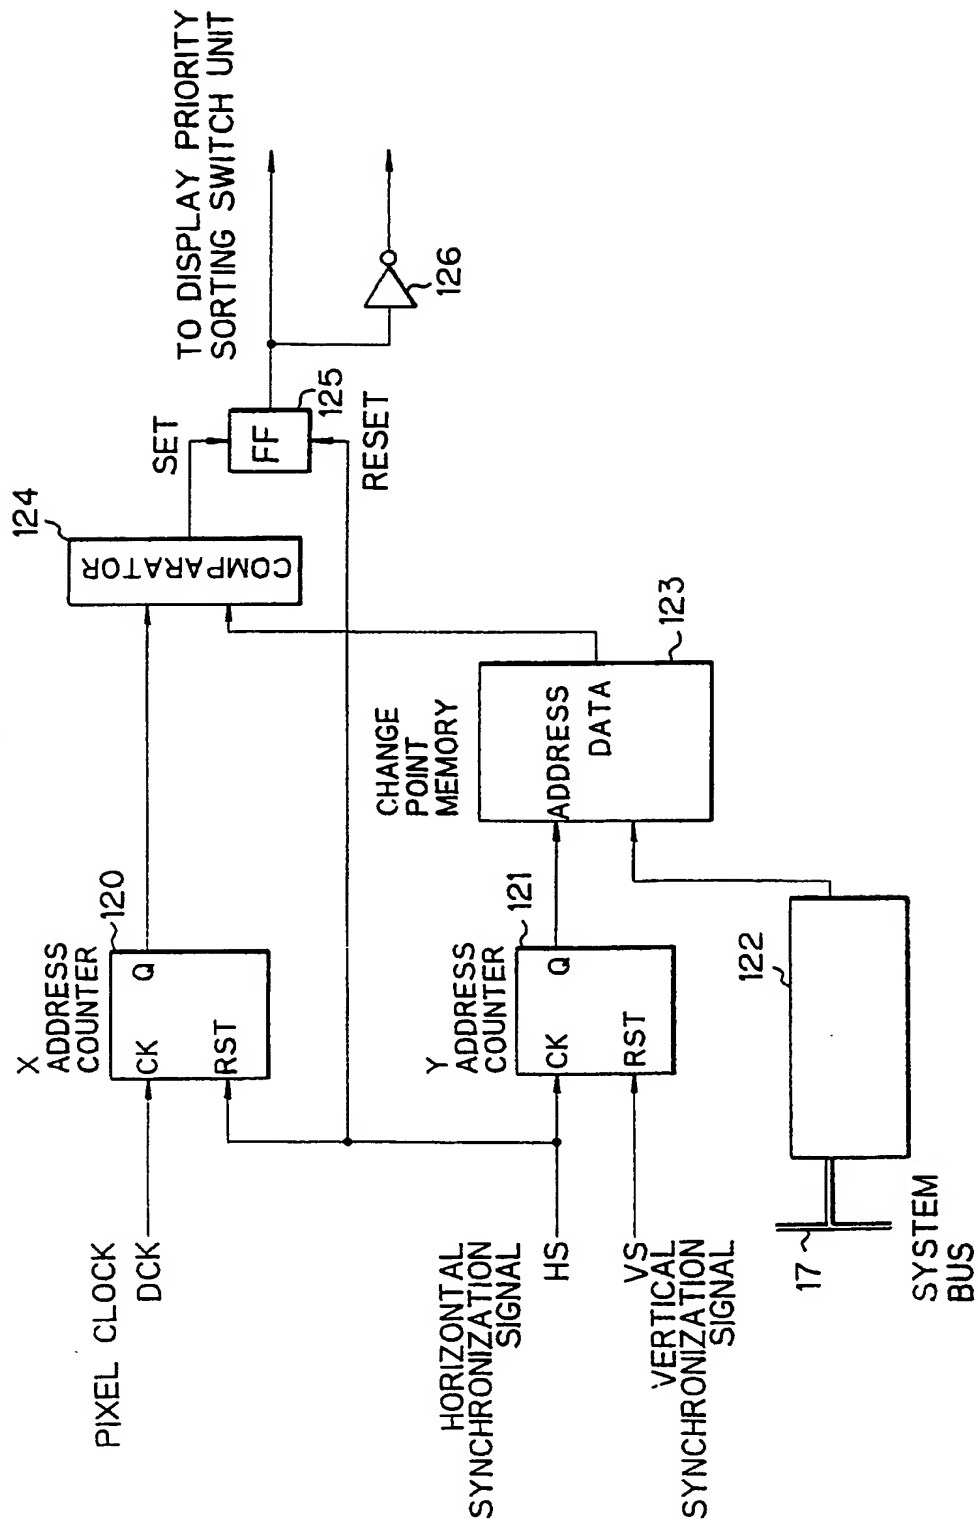 PIXEL CLOCK
DCK
X
ADDRESS
COUNTER
120
CK
Q
RST
124
COMPARATOR
SET
FF
125
RESET
TO DISPLAY PRIORITY
SORTING SWITCH UNIT
126
HORIZONTAL
SYNCHRONIZATION
SIGNAL
HS
VS
VERTICAL
SYNCHRONIZATION
SIGNAL
Y
ADDRESS
COUNTER
121
CK
Q
RST
CHANGE
POINT
MEMORY
ADDRESS
DATA
123
17
SYSTEM
BUS
122